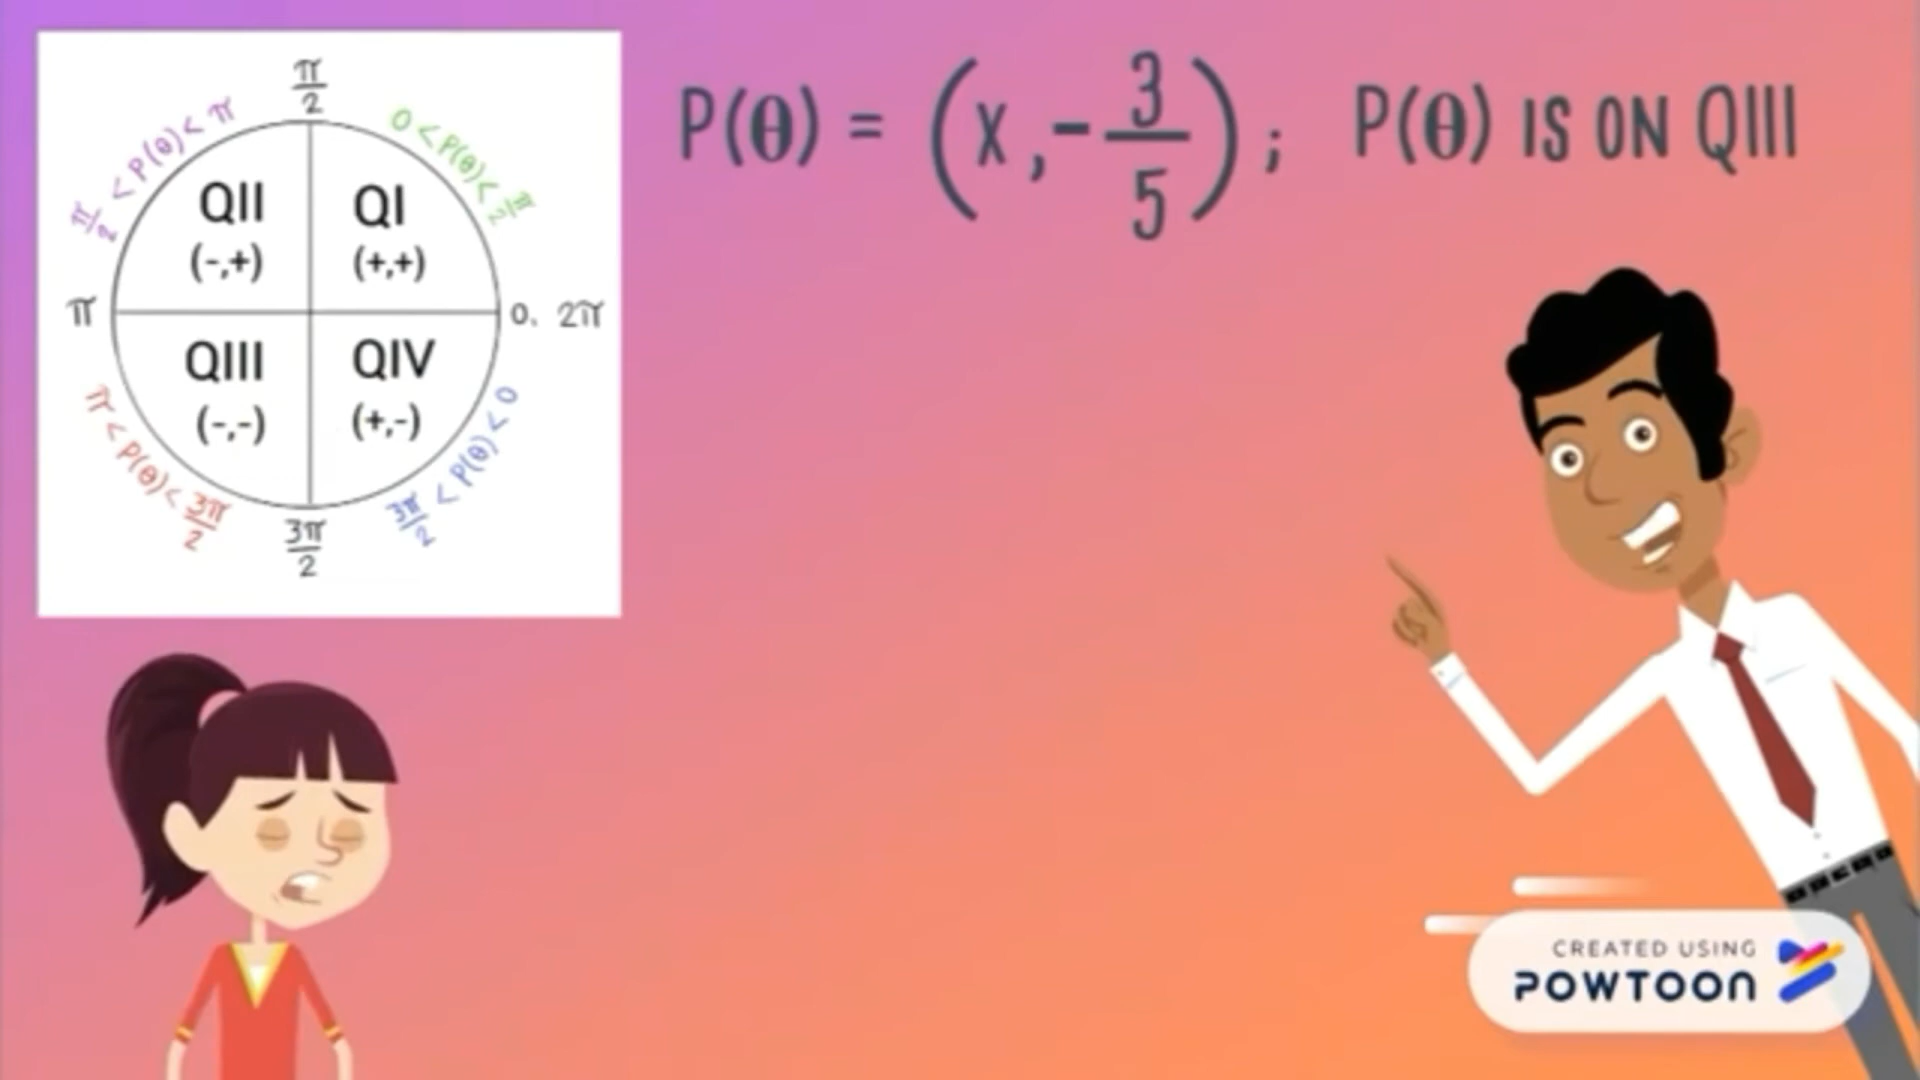 π/2
π/2 < P(θ) < π
0 < P(θ) < π/2
QII
(-,+)
QI
(+,+)
π
0, 2π
QIII
(-,-)
QIV
(+,-)
π < P(θ) < 3π/2
3π/2 < P(θ) < 0
3π/2
P(θ) = (x, -3/5); P(θ) IS ON QIII
CREATED USING
POWTOON